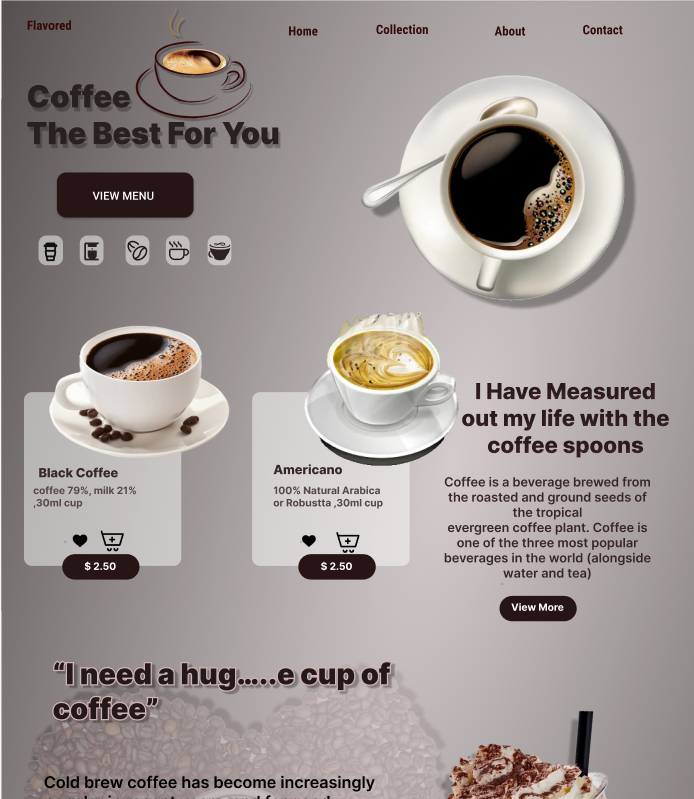 Flavored
Home
Collection
About
Contact
Coffee
The Best For You
VIEW MENU
Black Coffee
coffee 79%, milk 21%
,30ml cup
$ 2.50
Americano
100% Natural Arabica
or Robustta ,30ml cup
$ 2.50
I Have Measured
out my life with the
coffee spoons
Coffee is a beverage brewed from
the roasted and ground seeds of
the tropical
evergreen coffee plant. Coffee is
one of the three most popular
beverages in the world (alongside
water and tea)
View More
“I need a hug…..e cup of
coffee”
Cold brew coffee has become increasingly